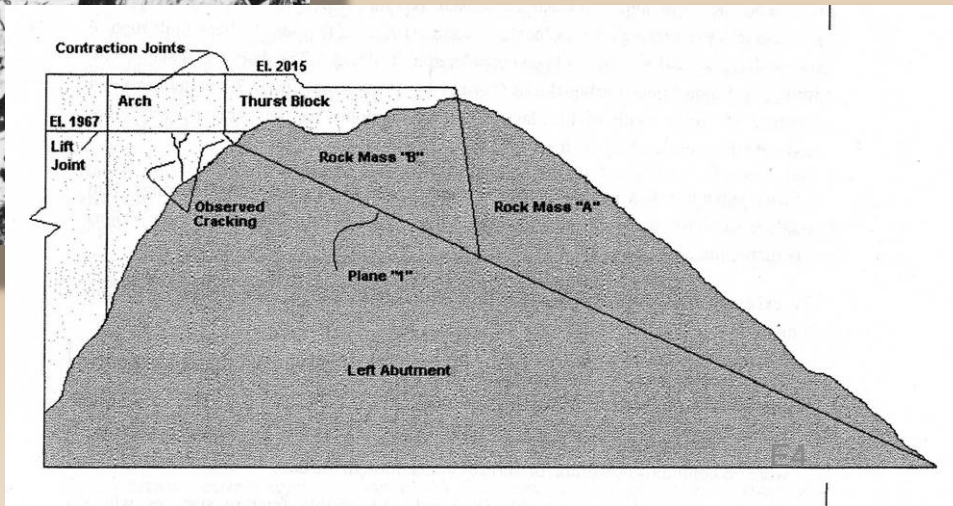 Contraction Joints
El. 2015
Arch
Thurst Block
El. 1967
Lift
Joint
Rock Mass "B"
Rock Mass "A"
Observed
Cracking
Plane "1"
Left Abutment
E4